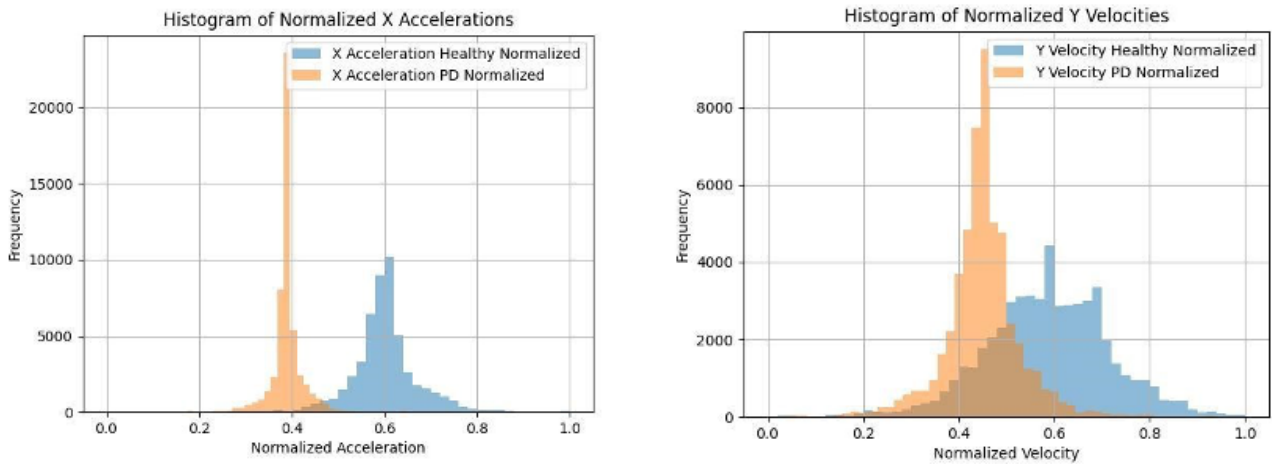 Histogram of Normalized X Accelerations
X Acceleration Healthy Normalized
X Acceleration PD Normalized
20000
15000
10000
5000
0
Frequency
0.0 0.2 0.4 0.6 0.8 1.0
Normalized Acceleration
Histogram of Normalized Y Velocities
Y Velocity Healthy Normalized
Y Velocity PD Normalized
8000
6000
4000
2000
0
Frequency
0.0 0.2 0.4 0.6 0.8 1.0
Normalized Velocity